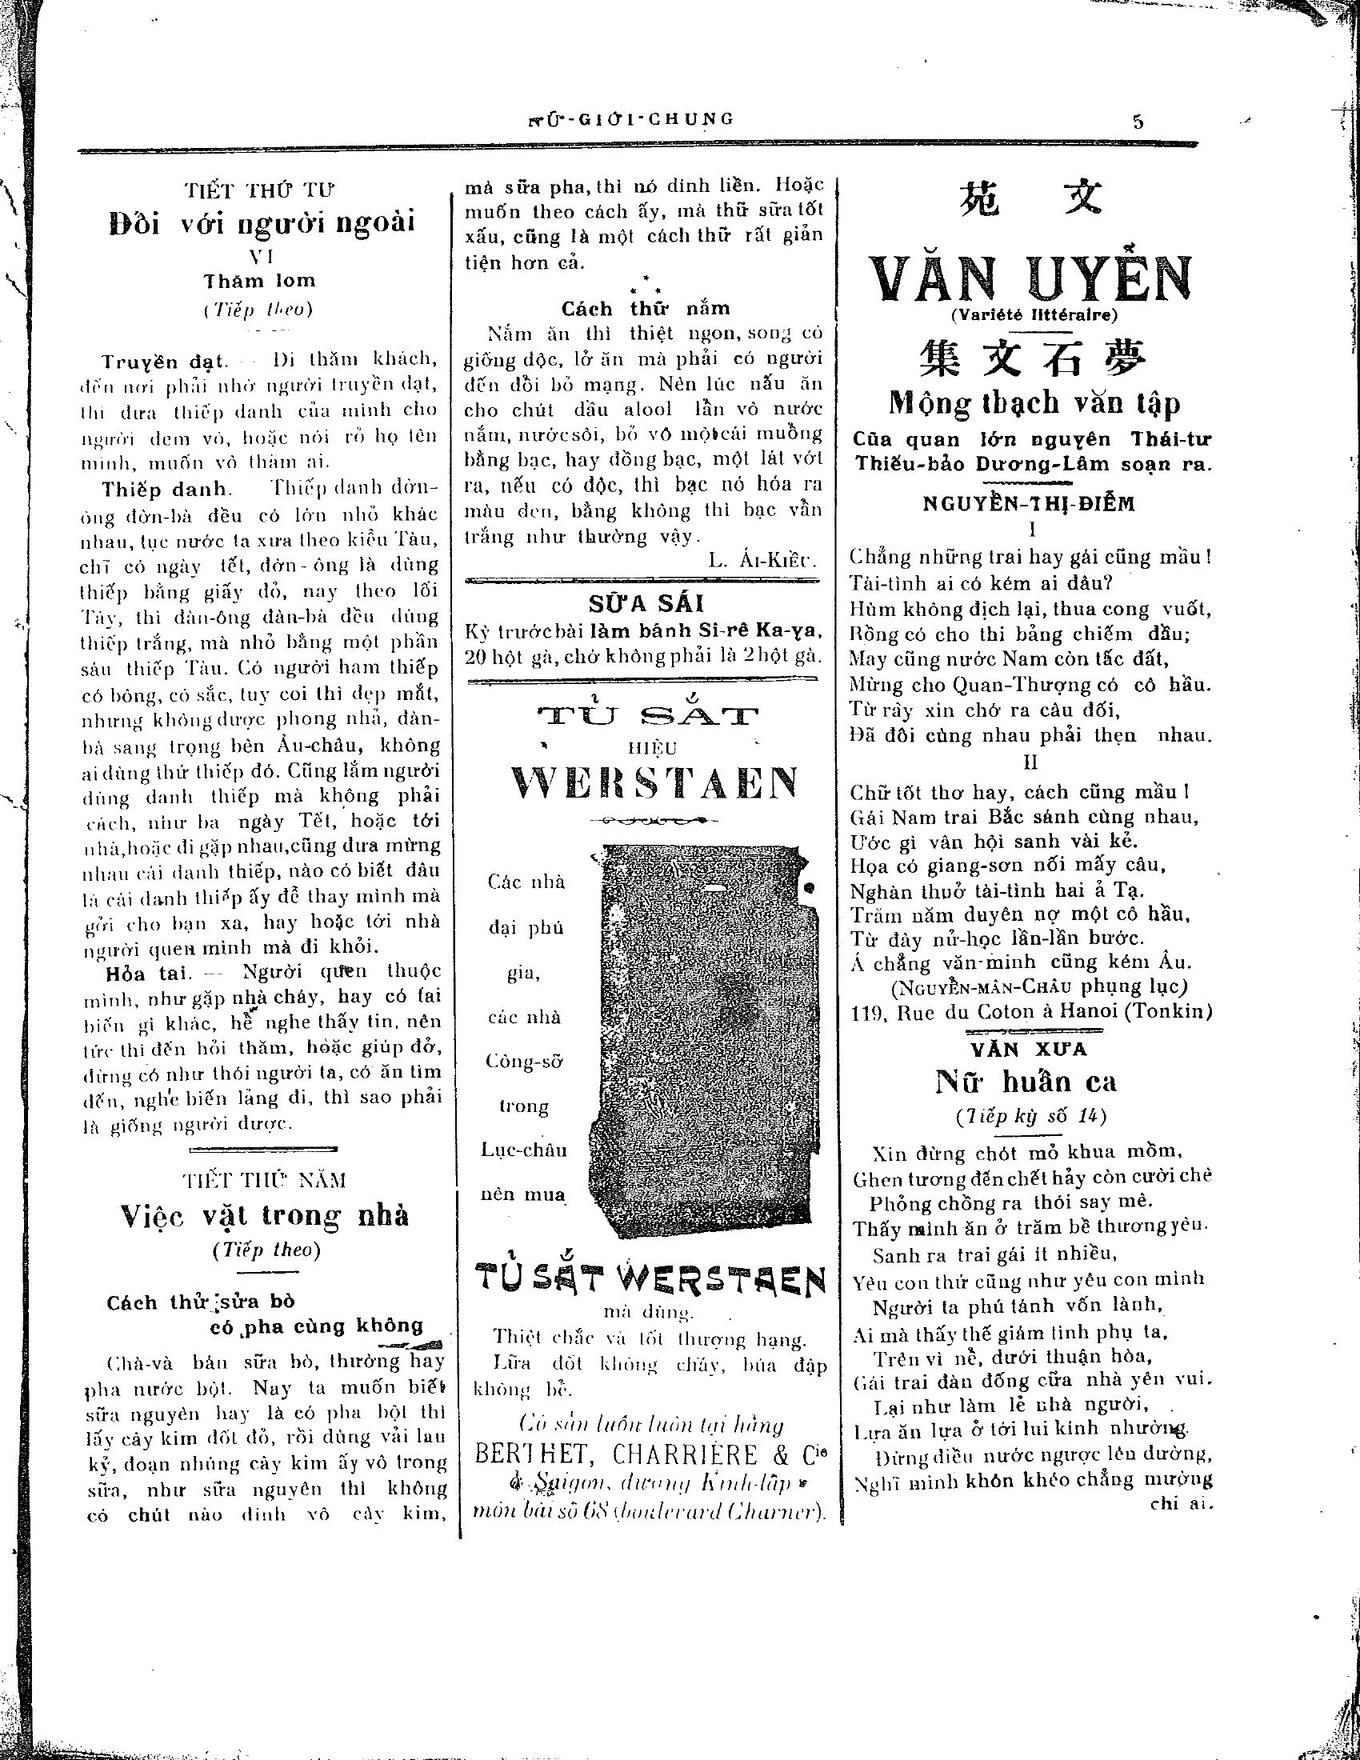 NỮ-GIỚI-CHUNG
5
TIẾT THỨ TƯ
Đối với người ngoài
VI
Thăm lom
(Tiếp theo)
Truyền đạt. — Đi thăm khách,
đến nơi phải nhờ người truyền đạt,
thì đưa thiếp danh của mình cho
người đem vô, hoặc nói rỏ họ tên
mình, muốn vô thăm ai.
Thiếp danh. Thiếp danh đờn-
ông đờn-bà đều có lớn nhỏ khác
nhau, tục nước ta xưa theo kiểu Tàu,
chĩ có ngày tết, đờn-ông là dùng
thiếp bằng giấy đỏ, nay theo lối
Tây, thì đàn-ông đàn-bà đều dùng
thiếp trắng, mà nhỏ bằng một phần
sáu thiếp Tàu. Có người ham thiếp
có bông, có sắc, tuy coi thì đẹp mắt,
nhưng không được phong nhả, đàn-
bà sang trọng bên Âu-châu, không
ai dùng thứ thiếp đó. Cũng lắm người
dùng danh thiếp mà không phải
cách, như ba ngày Tết, hoặc tới
nhà, hoặc đi gặp nhau, cũng đưa mừng
nhau cái danh thiếp, nào có biết đâu
là cái danh thiếp ấy để thay mình mà
gởi cho bạn xa, hay hoặc tới nhà
người quen mình mà đi khỏi.
Hỏa tai. — Người quen thuộc
mình, như gặp nhà cháy, hay có tai
biến gì khác, hễ nghe thấy tin, nên
tức thì đến hỏi thăm, hoặc giúp đở,
đừng có như thói người ta, có ăn tìm
đến, nghe biến lảng đi, thì sao phải
là giống người được.
TIẾT THỨ NĂM
Việc vặt trong nhà
(Tiếp theo)
Cách thử sửa bò
có pha cùng không
Chà-và bán sữa bò, thường hay
pha nước bột. Nay ta muốn biết
sữa nguyên hay là có pha bột thì
lấy cây kim đốt đỏ, rồi dùng vải lau
kỷ, đoạn nhúng cây kim ấy vô trong
sữa, như sữa nguyên thì không
có chút nào dính vô cây kim,
mà sữa pha, thì nó dính liền. Hoặc
muốn theo cách ấy, mà thữ sữa tốt
xấu, cũng là một cách thữ rất giản
tiện hơn cả.
Cách thữ nắm
Nắm ăn thì thiệt ngon, song có
giống độc, lở ăn mà phải có người
đến đỗi bỏ mạng. Nên lúc nấu ăn
cho chút dầu alcol lẫn vô nước
nắm, nước sôi, bỏ vô một cái muỗng
bằng bạc, hay đồng bạc, một lát vớt
ra, nếu có độc, thì bạc nó hóa ra
màu đen, bằng không thì bạc vẫn
trắng như thường vậy.
L. ÁI-KIỀU.
SỮA SÁI
Kỳ trước bài làm bánh Si-rê Ka-ya,
20 hột gà, chớ không phải là 2 hột gà.
TỦ SẮT
HIỆU
WERSTAEN
Các nhà
đại phú
gia,
các nhà
Công-sỡ
trong
Lục-châu
nên mua
TỦ SẮT WERSTAEN
mà dùng.
Thiệt chắc và tốt thượng hạng.
Lữa đốt không cháy, búa đập
không bể.
Có sẳn luôn luôn tại hảng
BERTHET, CHARRIÈRE & Cie
ở Saigon, đường Kinh-lấp
môn bài số 68 (boulevard Charner).
苑 文
VĂN UYỂN
(Variété littéraire)
集文石夢
Mộng thạch văn tập
Của quan lớn nguyên Thái-tư
Thiếu-bảo Dương-Lâm soạn ra.
NGUYỄN-THỊ-ĐIỄM
I
Chẳng những trai hay gái cũng mầu!
Tài-tình ai có kém ai đâu?
Hùm không địch lại, thua cong vuốt,
Rồng có cho thi bảng chiếm đầu;
May cũng nước Nam còn tấc đất,
Mừng cho Quan-Thượng có cô hầu.
Từ rày xin chớ ra câu đối,
Đã đôi cùng nhau phải thẹn nhau.
II
Chữ tốt thơ hay, cách cũng mầu!
Gái Nam trai Bắc sánh cùng nhau,
Ước gì vân hội sanh vài kẻ.
Họa có giang-sơn nối mấy câu,
Nghàn thuở tài-tình hai ả Tạ.
Trăm năm duyên nợ một cô hầu,
Từ đây nử-học lần-lần bước.
Á chẳng văn-minh cũng kém Âu.
(NGUYỄN-MÂN-CHÂU phụng lục)
119, Rue du Coton à Hanoi (Tonkin)
VĂN XƯA
Nữ huấn ca
(Tiếp kỳ số 14)
Xin đừng chót mỏ khua mồm,
Ghen tương đến chết hảy còn cười chê
Phỏng chồng ra thói say mê.
Thấy mình ăn ở trăm bề thương yêu.
Sanh ra trai gái ít nhiều,
Yêu con thứ cũng như yêu con mình
Người ta phú tánh vốn lành,
Ai mà thấy thế giám tình phụ ta,
Trên vì nể, dưới thuận hòa,
Gái trai đàn đống cữa nhà yên vui.
Lại như làm lẻ nhà người,
Lựa ăn lựa ở tới lui kính nhường.
Đừng điều nước ngược lên đường,
Nghĩ mình khôn khéo chẳng mượng
chi ai.